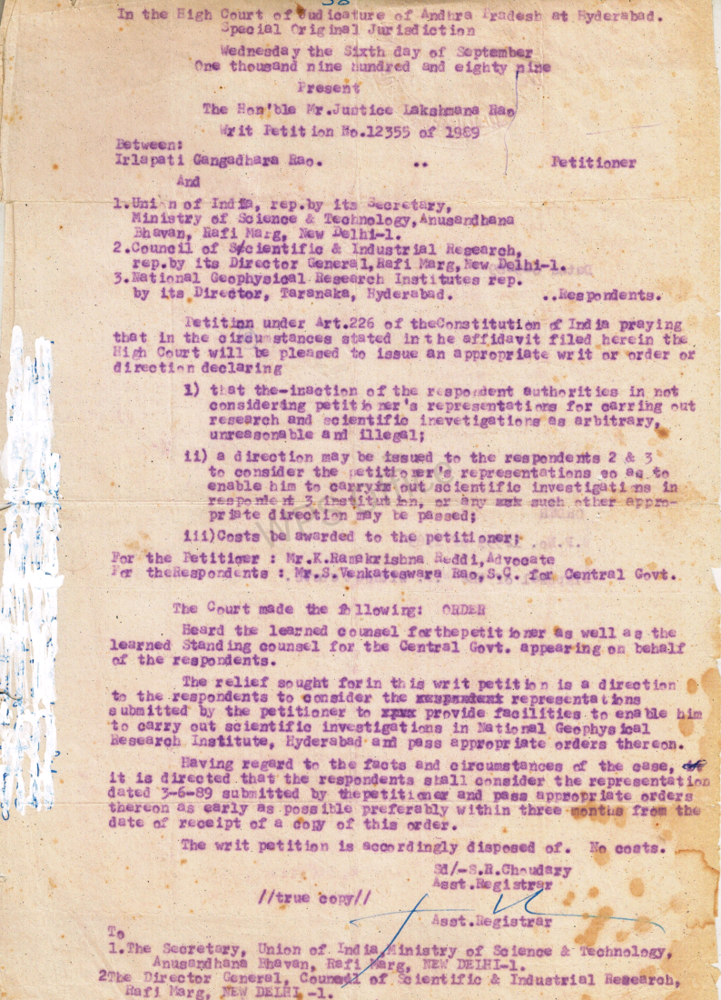 38
In the High Court of Judicature of Andhra Pradesh at Hyderabad.
Special Original Jurisdiction
Wednesday the Sixth day of September
One thousand nine hundred and eighty nine
Present
The Hon'ble Mr.Justice Lakshmana Rao
Writ Petition No.12355 of 1989
Between:
Irlapati Gangadhara Rao. .. Petitioner
And
1.Union of India, rep.by its Secretary,
Ministry of Science & Technology,Anusandhana
Bhavan, Rafi Marg, New Delhi-1.
2.Council of Scientific & Industrial Research,
rep.by its Director General,Rafi Marg,New Delhi-1.
3.National Geophysical Research Institutes rep.
by its Director, Taranaka, Hyderabad. ..Respondents.
Petition under Art.226 of theConstitution of India praying
that in the circumstances stated in the affidavit filed herein the
High Court will be pleased to issue an appropriate writ or order or
direction declaring
i) that the-inaction of the respondent authorities in not
considering petitioner's representations for carring out
research and scientific inevetigations as arbitrary,
unreasonable and illegal;
ii) a direction may be issued to the respondents 2 & 3
to consider the petitioner's representations so as to
enable him to carry out scientific investigations in
respondent 3 institution, or any such other appro-
priate direction may be passed;
iii)Costs be awarded to the petitioner;
For the Petitioer : Mr.K.Ramakrishna Reddi,Advocate
For theRespondents : Mr.S.Venkateswara Rao,S.C. for Central Govt.
The Court made the following: ORDER
Heard the learned counsel forthepetitioner as well as the
learned Standing counsel for the Central Govt. appearing on behalf
of the respondents.
The relief sought forin this writ petition is a direction
to the respondents to consider the representations
submitted by the petitioner to provide facilities to enable him
to carry out scientific investigations in National Geophysical
Research Institute, Hyderabad and pass appropriate orders thereon.
Having regard to the facts and circumstances of the case,
it is directed that the respondents shall consider the representation
dated 3-6-89 submitted by thepetitioner and pass appropriate orders
thereon as early as possible preferably within three months from the
date of receipt of a copy of this order.
The writ petition is accordingly disposed of. No costs.
Sd/-S.R.Choudary
Asst.Registrar
//true copy//
Asst.Registrar
To
1.The Secretary, Union of India,Ministry of Science & Technology,
Anusandhana Bhavan, Rafi Marg, NEW DELHI-1.
2The Director General, Council of Scientific & Industrial Research,
Rafi Marg, NEW DELHI -1.